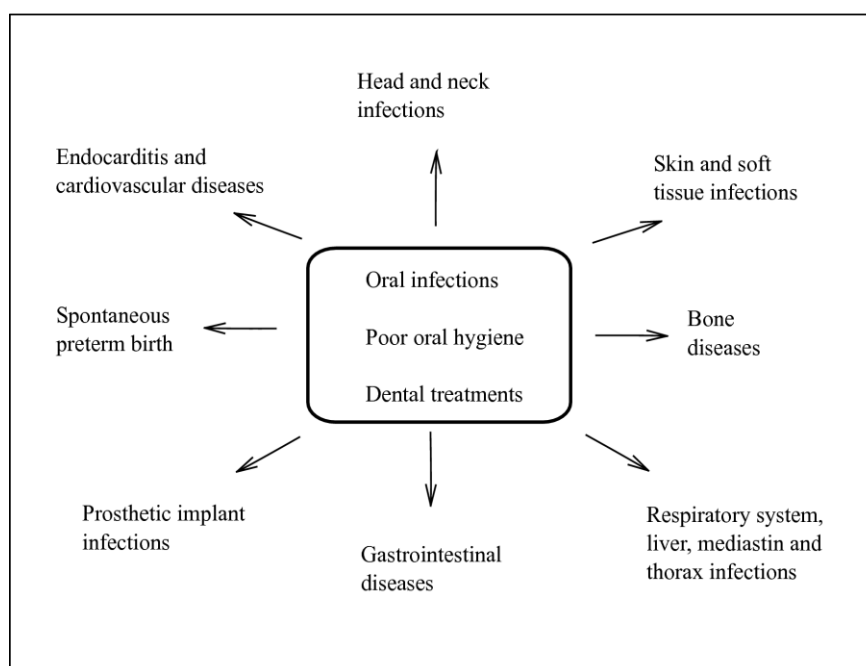 Head and neck
infections
Endocarditis and
cardiovascular diseases
Skin and soft
tissue infections
Oral infections
Poor oral hygiene
Dental treatments
Spontaneous
preterm birth
Bone
diseases
Prosthetic implant
infections
Gastrointestinal
diseases
Respiratory system,
liver, mediastin and
thorax infections